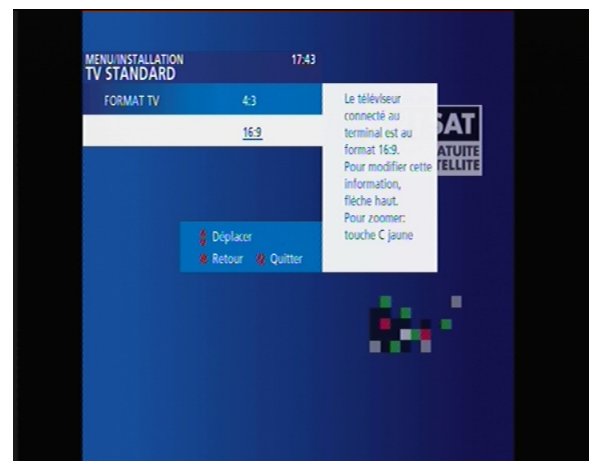 MENU/INSTALLATION 17:43
TV STANDARD
FORMAT TV 4:3
16:9
Le téléviseur
connecté au
terminal est au
format 16:9.
Pour modifier cette
information,
flèche haut.
Pour zoomer:
touche C jaune
SAT
ATUITE
TELLITE
Déplacer
Retour Quitter